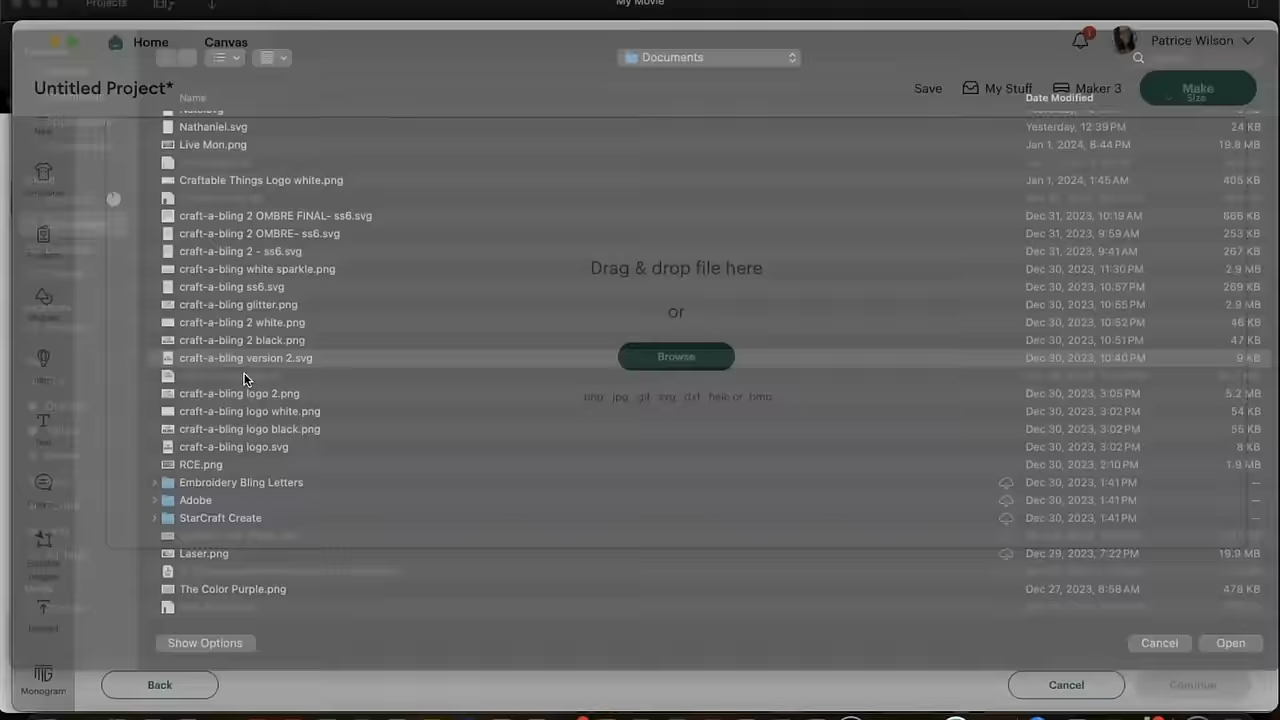 Projects
My Movie
Home
Canvas
Documents
Patrice Wilson
Untitled Project*
Save
My Stuff
Maker 3
Make
Name
Date Modified
Size
Nathaniel.svg
Yesterday, 12:39 PM
24 KB
Live Mon.png
Jan 1, 2024, 8:44 PM
19.8 MB
Craftable Things Logo white.png
Jan 1, 2024, 1:45 AM
405 KB
craft-a-bling 2 OMBRE FINAL- ss6.svg
Dec 31, 2023, 10:19 AM
666 KB
craft-a-bling 2 OMBRE- ss6.svg
Dec 31, 2023, 9:59 AM
253 KB
craft-a-bling 2 - ss6.svg
Dec 31, 2023, 9:41 AM
267 KB
craft-a-bling white sparkle.png
Dec 30, 2023, 11:30 PM
2.9 MB
Drag & drop file here
craft-a-bling ss6.svg
Dec 30, 2023, 10:57 PM
269 KB
craft-a-bling glitter.png
Dec 30, 2023, 10:55 PM
2.9 MB
or
craft-a-bling 2 white.png
Dec 30, 2023, 10:52 PM
46 KB
craft-a-bling 2 black.png
Dec 30, 2023, 10:51 PM
47 KB
craft-a-bling version 2.svg
Browse
Dec 30, 2023, 10:40 PM
9 KB
craft-a-bling logo 2.png
Dec 30, 2023, 3:05 PM
5.2 MB
craft-a-bling logo white.png
Dec 30, 2023, 3:02 PM
54 KB
craft-a-bling logo black.png
Dec 30, 2023, 3:02 PM
55 KB
craft-a-bling logo.svg
Dec 30, 2023, 3:02 PM
8 KB
RCE.png
Dec 30, 2023, 2:10 PM
1.9 MB
Embroidery Bling Letters
Dec 30, 2023, 1:41 PM
Adobe
Dec 30, 2023, 1:41 PM
StarCraft Create
Dec 30, 2023, 1:41 PM
Laser.png
Dec 29, 2023, 7:22 PM
19.9 MB
The Color Purple.png
Dec 27, 2023, 8:58 AM
478 KB
Show Options
Cancel
Open
Monogram
Back
Cancel
Continue